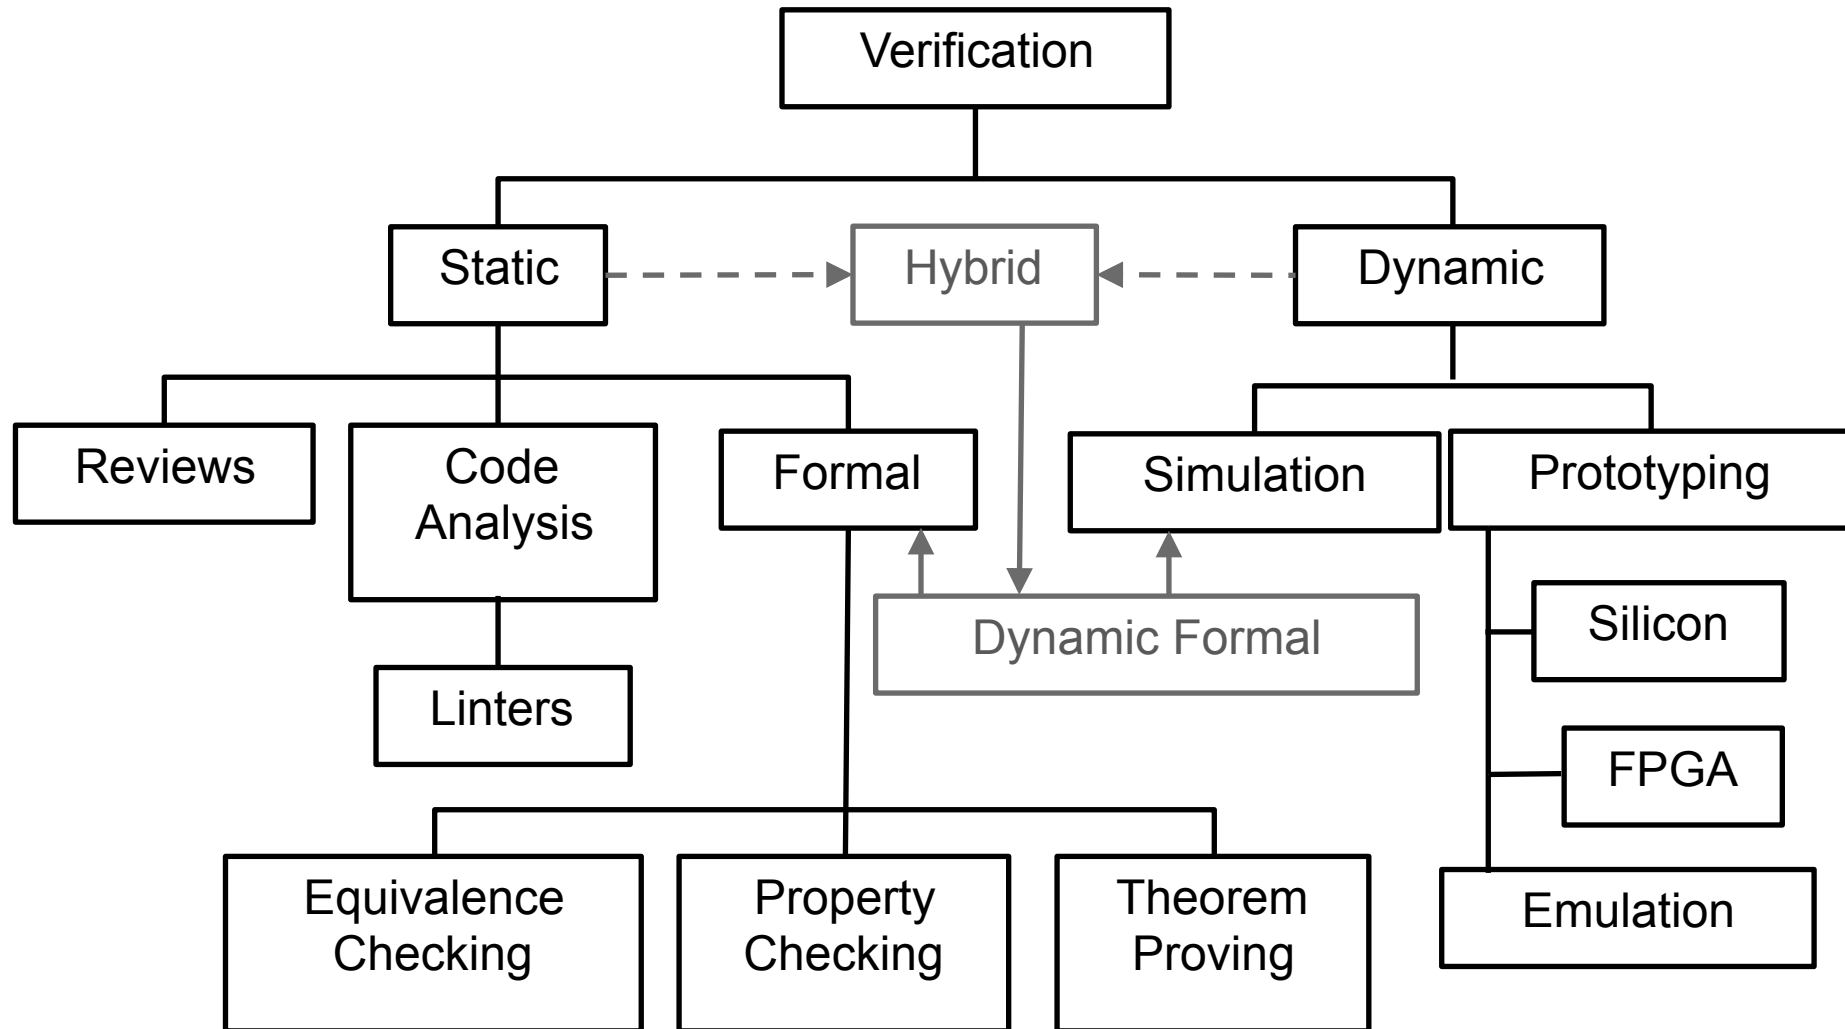 Verification
Static
Hybrid
Dynamic
Reviews
Code
Analysis
Formal
Simulation
Prototyping
Dynamic Formal
Silicon
Linters
FPGA
Equivalence
Checking
Property
Checking
Theorem
Proving
Emulation